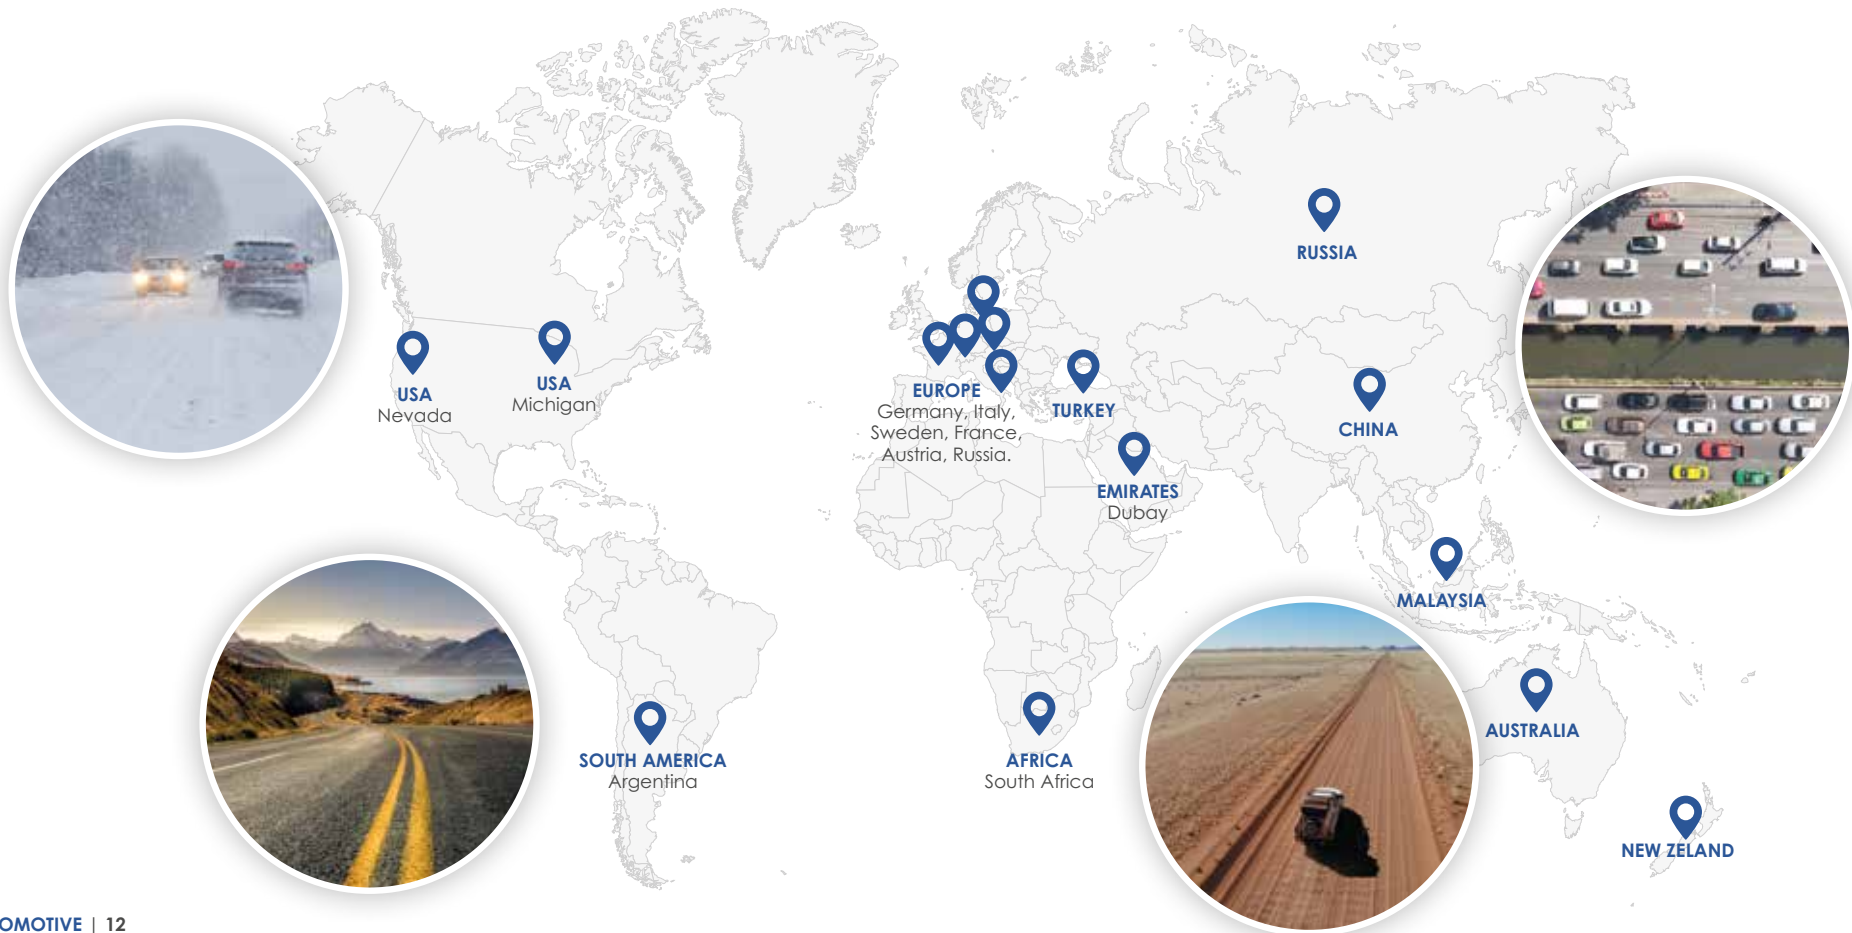 RUSSIA
USA
Nevada
USA
Michigan
EUROPE
Germany, Italy,
Sweden, France,
Austria, Russia.
TURKEY
CHINA
EMIRATES
Dubay
MALAYSIA
AUSTRALIA
SOUTH AMERICA
Argentina
AFRICA
South Africa
NEW ZELAND
OMOTIVE | 12